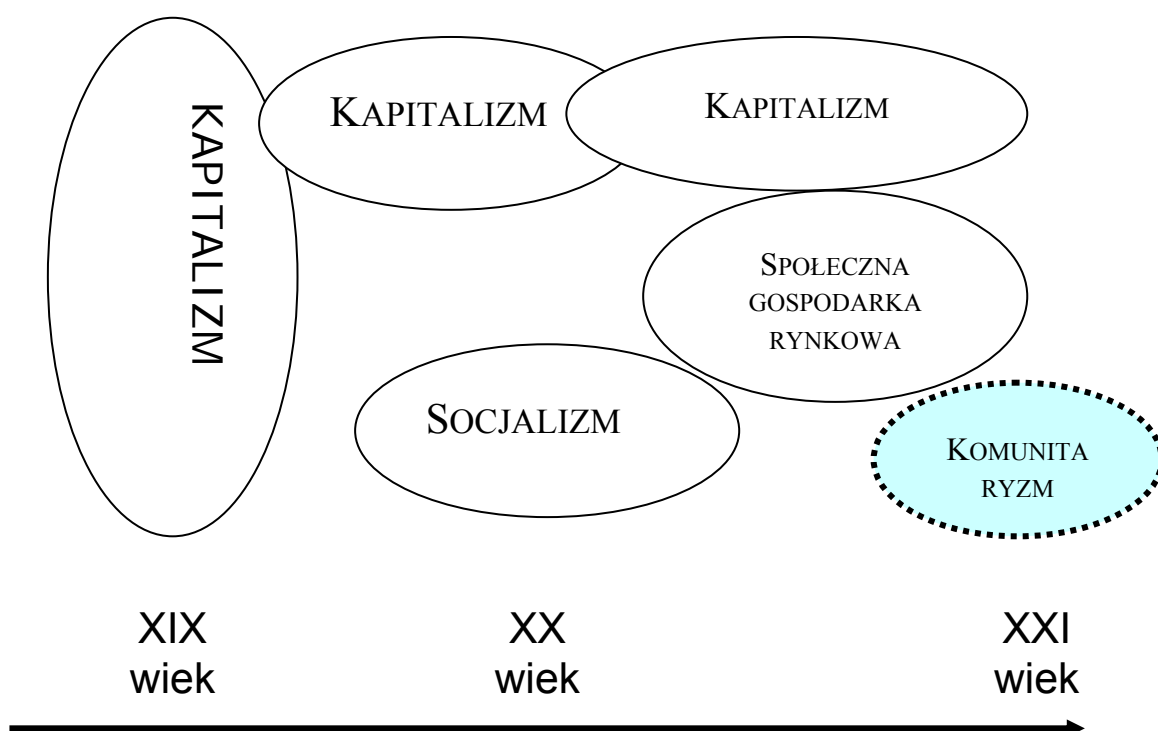 KAPITALIZM
KAPITALIZM
KAPITALIZM
SPOŁECZNA
GOSPODARKA
RYNKOWA
SOCJALIZM
KOMUNITA
RYZM
XIX
wiek
XX
wiek
XXI
wiek